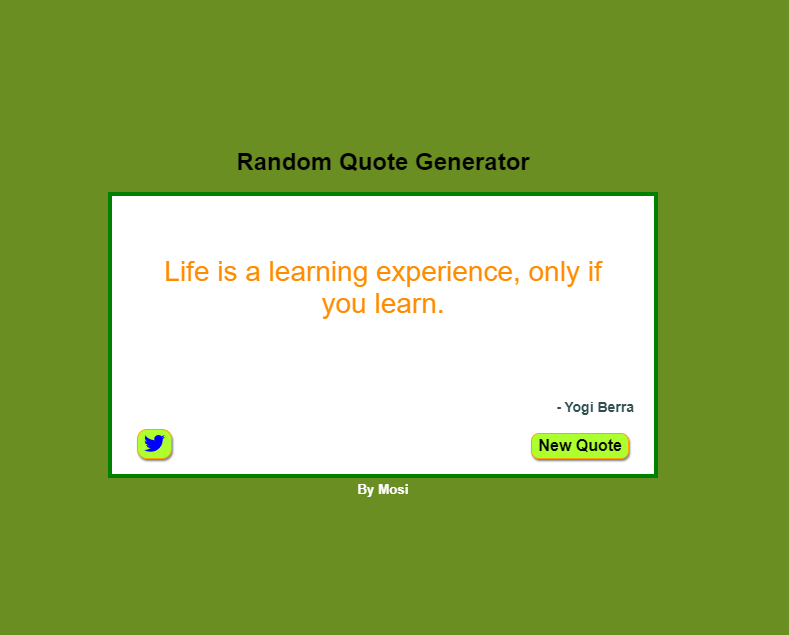 Random Quote Generator
Life is a learning experience, only if
you learn.
- Yogi Berra
New Quote
By Mosi